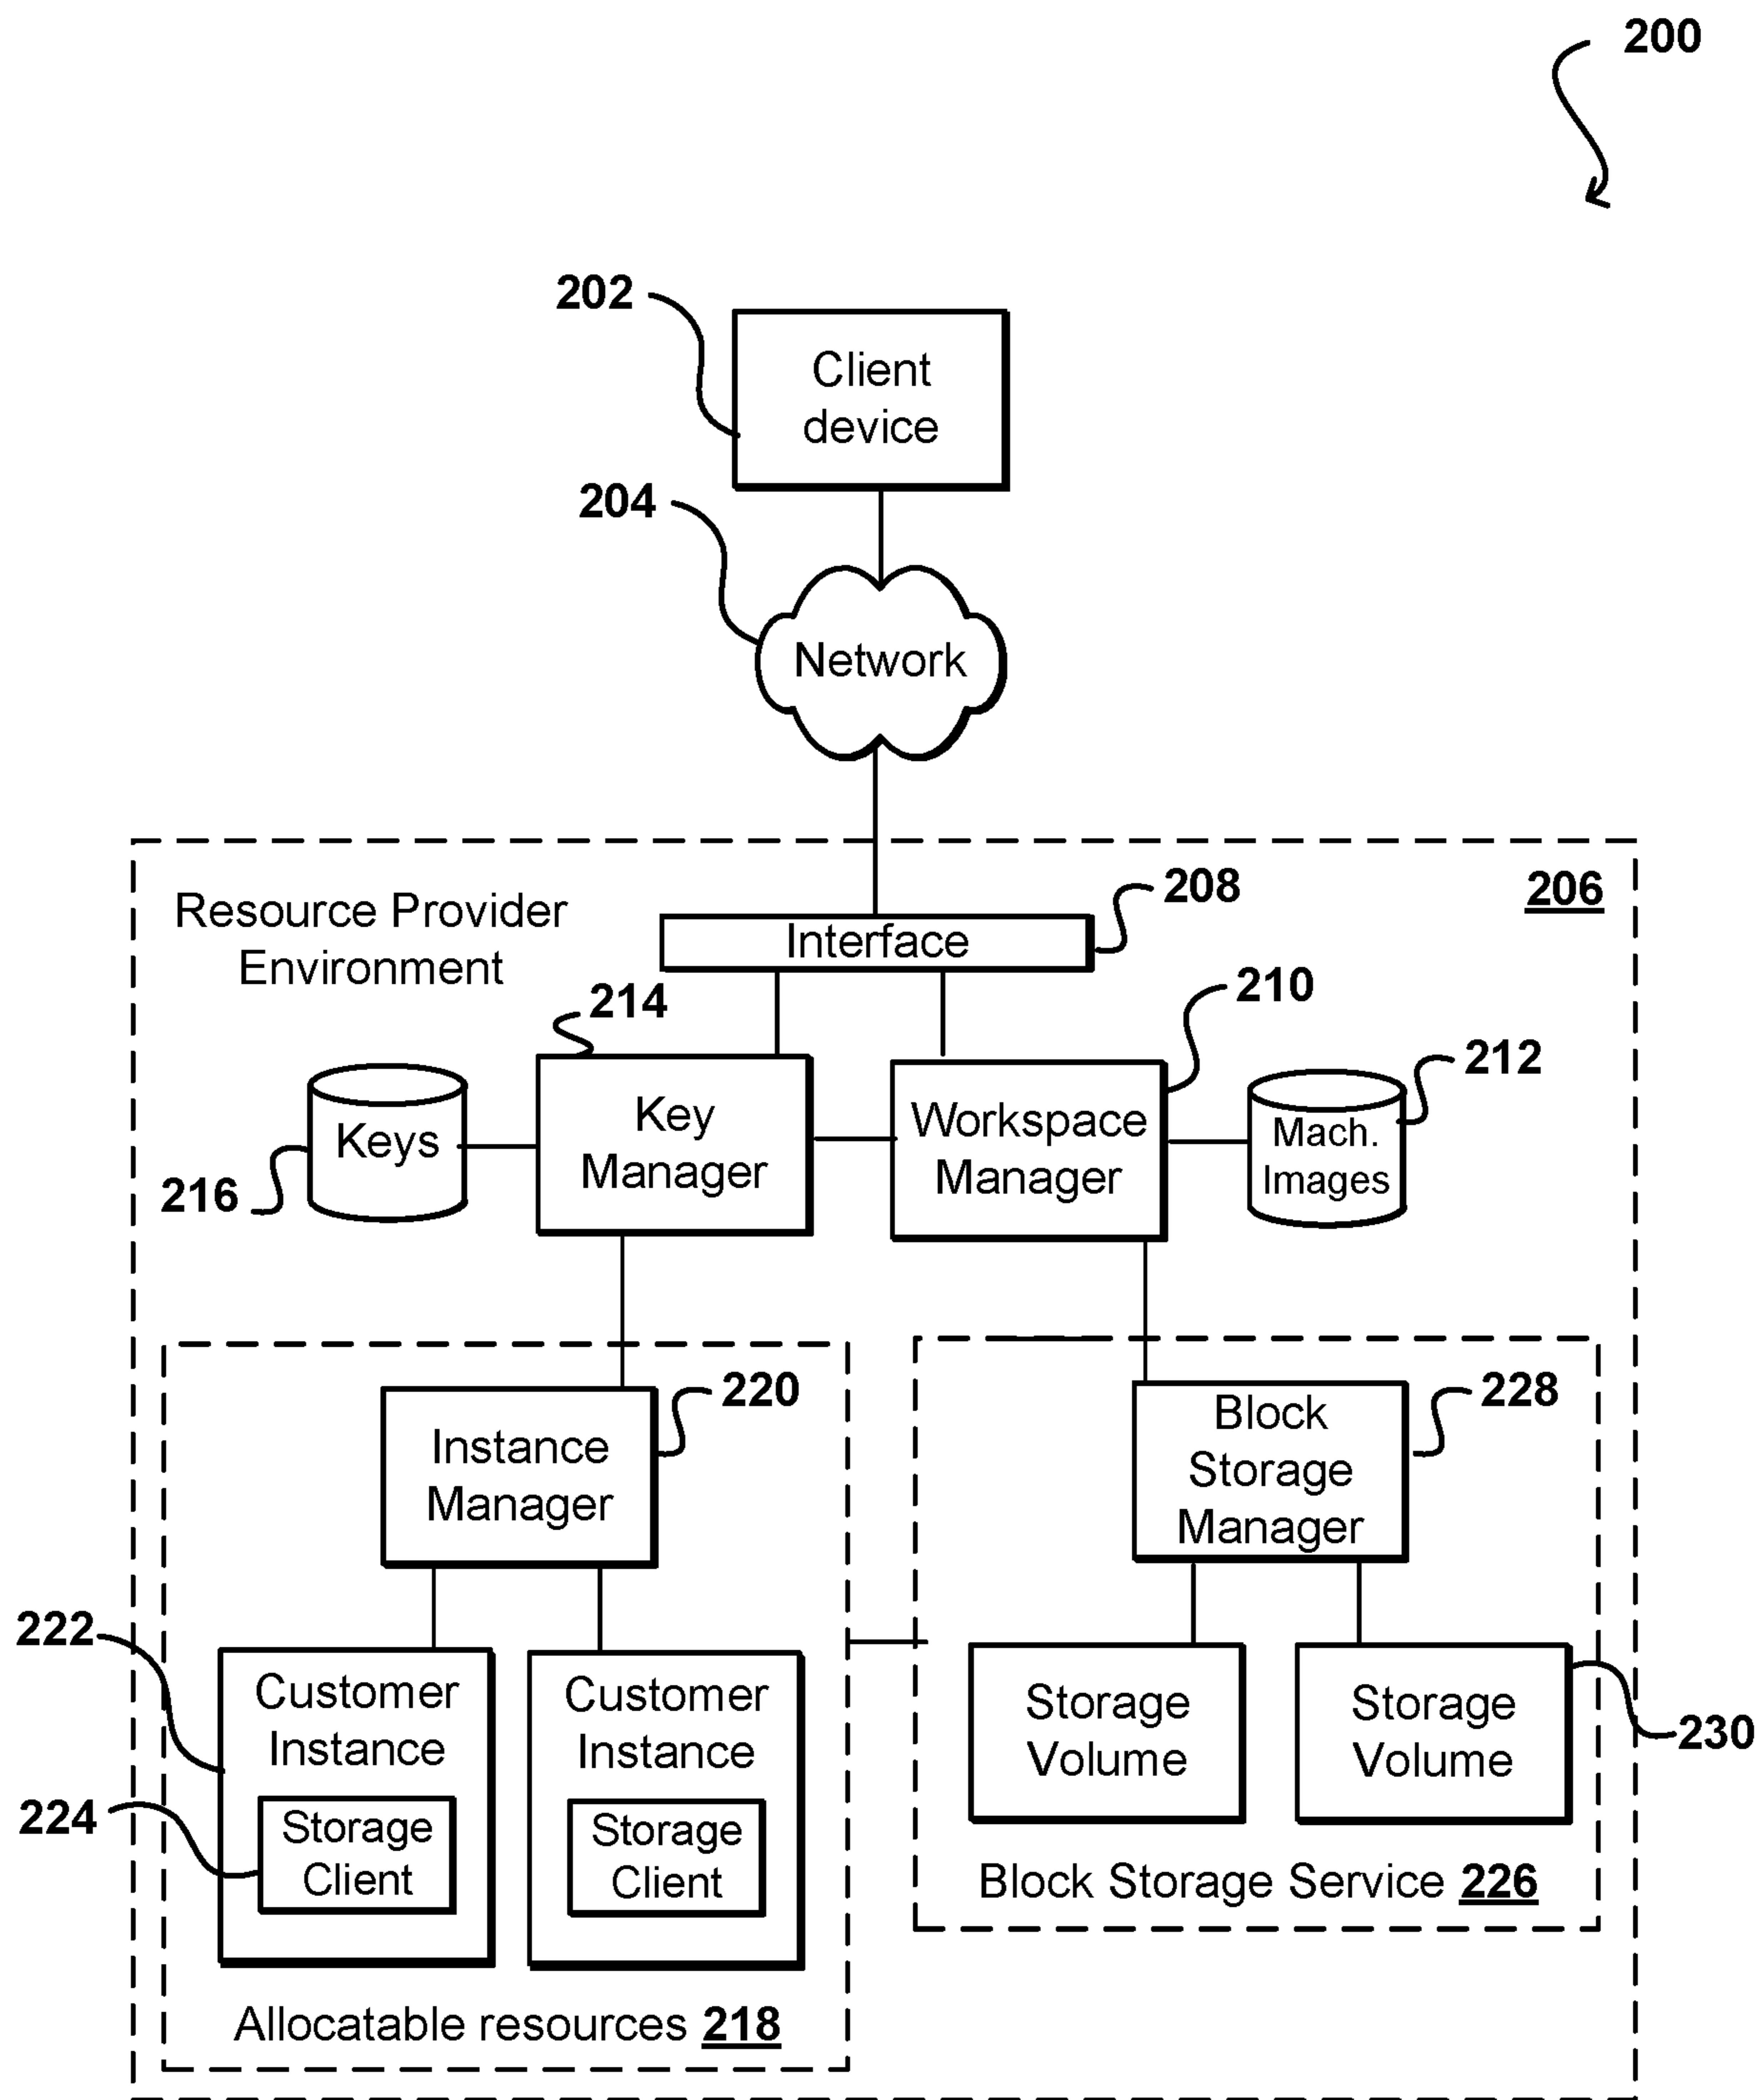 200
202
Client
device
204
Network
Resource Provider
Environment
206
208
Interface
214
210
212
Keys
216
Key
Manager
Workspace
Manager
Mach.
Images
220
Instance
Manager
228
Block
Storage
Manager
222
Customer
Instance
224
Storage
Client
Customer
Instance
Storage
Client
Storage
Volume
Storage
Volume
230
Block Storage Service 226
Allocatable resources 218